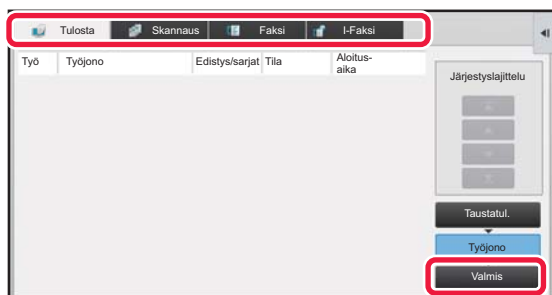 Tulosta Skannaus Faksi I-Faksi
Työ Työjono Edistys/sarjat Tila Aloitus-
aika
Järjestyslajittelu
Taustatul.
Työjono
Valmis